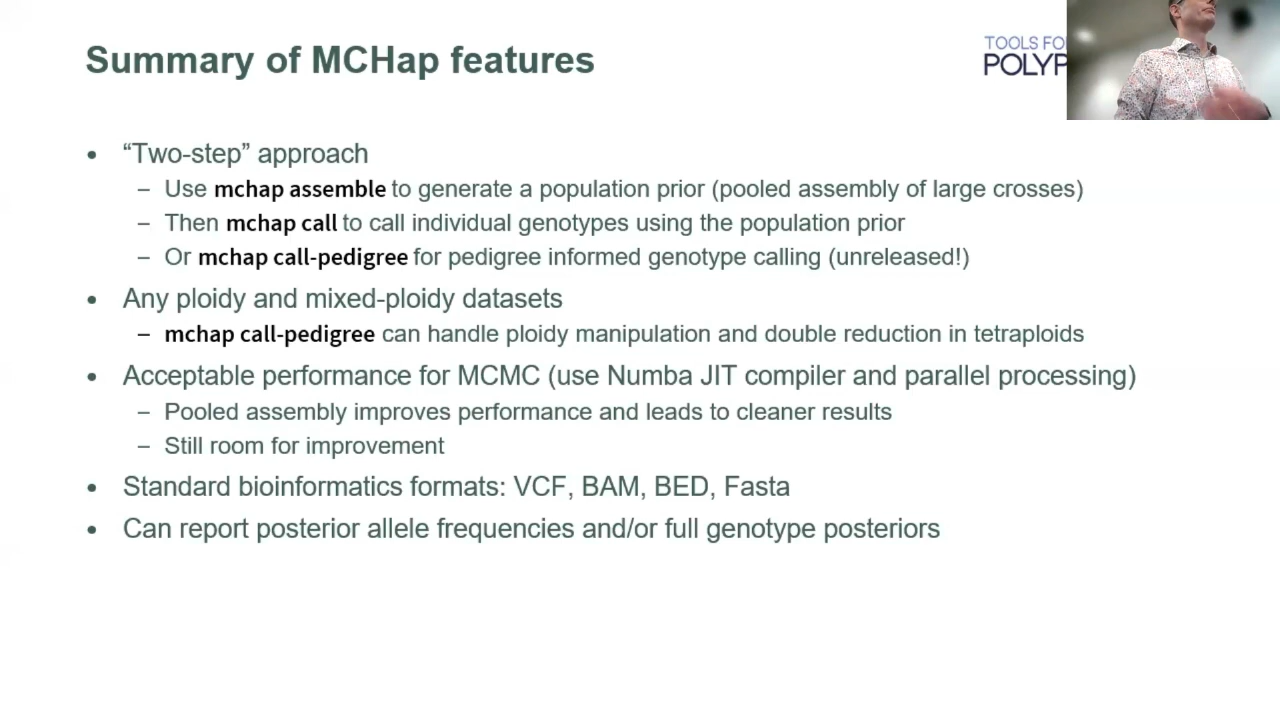 Summary of MCHap features
TOOLS FO
POLYP
• “Two-step” approach
– Use mchap assemble to generate a population prior (pooled assembly of large crosses)
– Then mchap call to call individual genotypes using the population prior
– Or mchap call-pedigree for pedigree informed genotype calling (unreleased!)
• Any ploidy and mixed-ploidy datasets
– mchap call-pedigree can handle ploidy manipulation and double reduction in tetraploids
• Acceptable performance for MCMC (use Numba JIT compiler and parallel processing)
– Pooled assembly improves performance and leads to cleaner results
– Still room for improvement
• Standard bioinformatics formats: VCF, BAM, BED, Fasta
• Can report posterior allele frequencies and/or full genotype posteriors